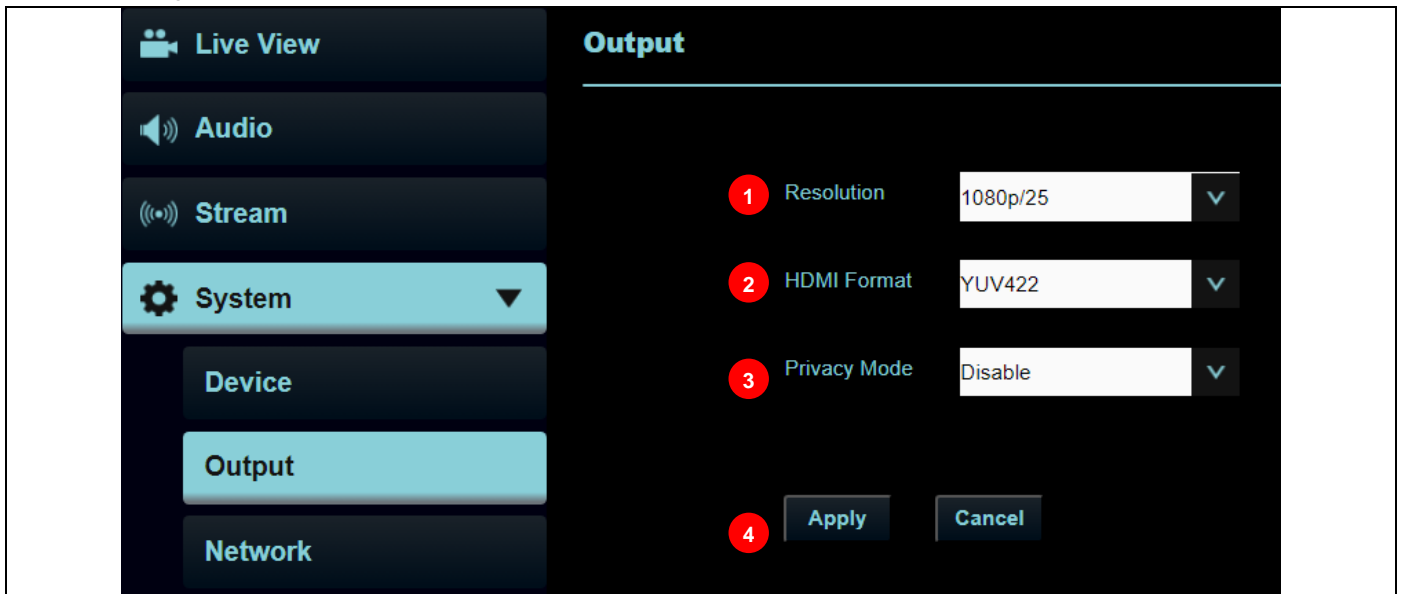 Live View
Audio
Stream
System
Device
Output
Network
Output
1 Resolution 1080p/25
2 HDMI Format YUV422
3 Privacy Mode Disable
4 Apply Cancel